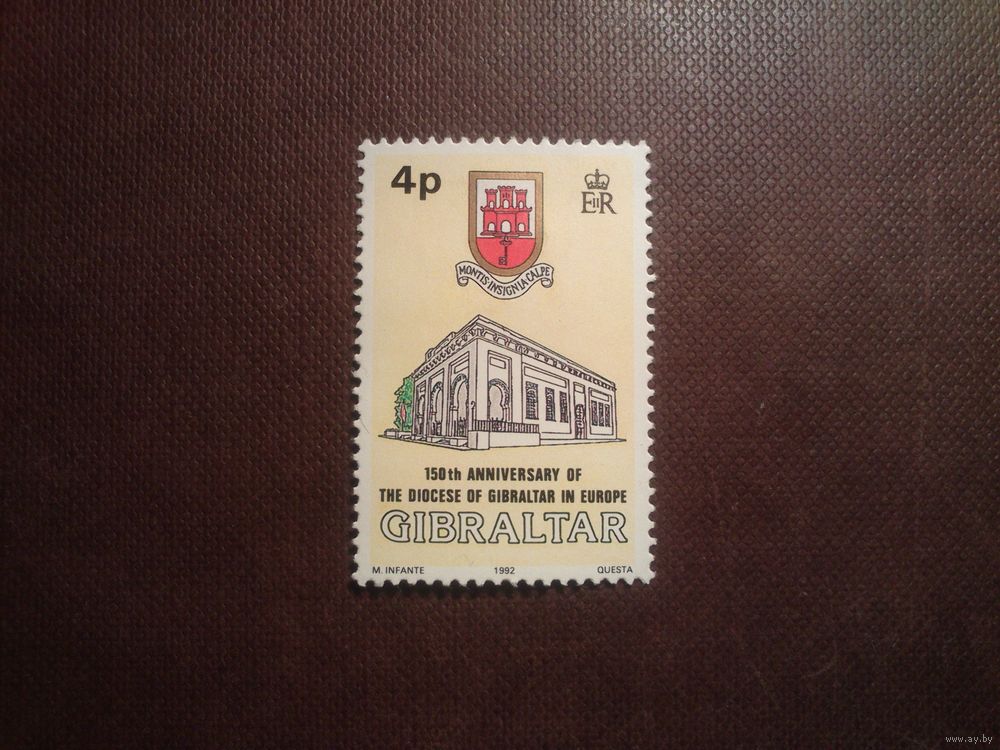 4p
EIIR
MONTIS·INSIGNIA CALPE
150th ANNIVERSARY OF
THE DIOCESE OF GIBRALTAR IN EUROPE
GIBRALTAR
M. INFANTE 1992 QUESTA
www.ay.by